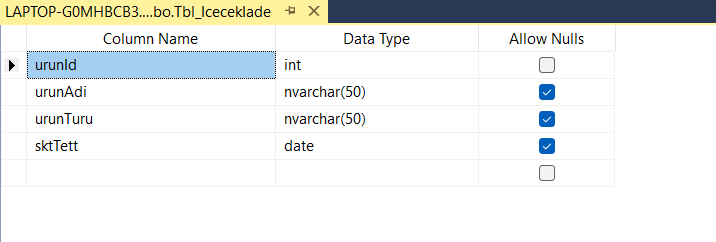 LAPTOP-G0MHBCB3....bo.Tbl_Iceceklade
Column Name Data Type Allow Nulls
urunId int
urunAdi nvarchar(50)
urunTuru nvarchar(50)
sktTett date